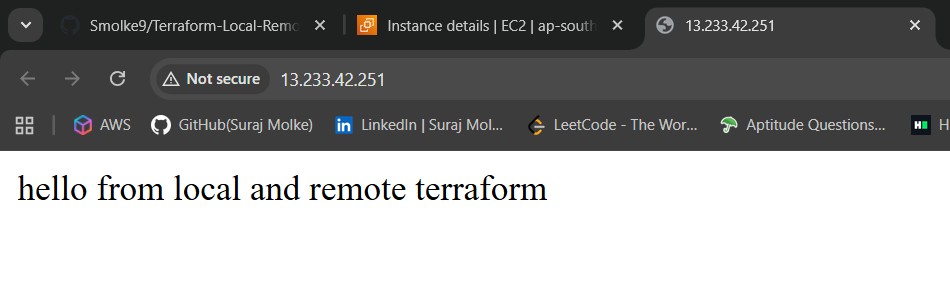 Smolke9/Terraform-Local-Remo
Instance details | EC2 | ap-south
13.233.42.251
Not secure 13.233.42.251
AWS GitHub(Suraj Molke) LinkedIn | Suraj Mol... LeetCode - The Wor... Aptitude Questions... H
hello from local and remote terraform